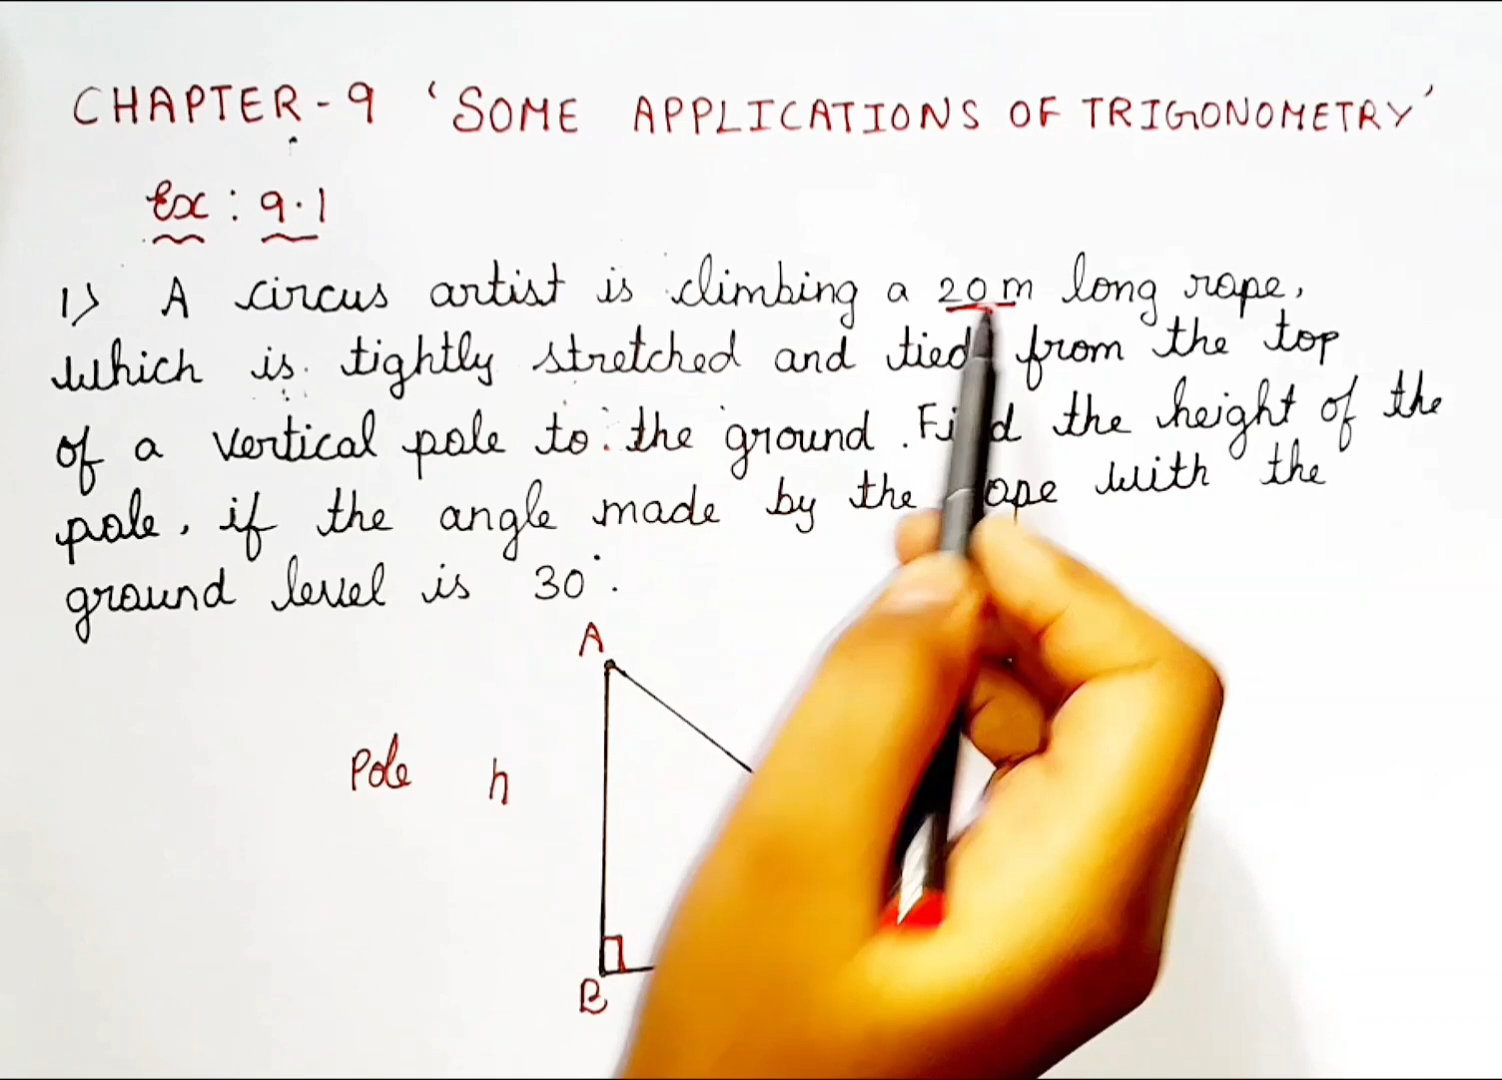 CHAPTER-9 'SOME APPLICATIONS OF TRIGONOMETRY'
Ex : 9.1
1) A circus artist is climbing a 20 m long rope,
which is tightly stretched and tied from the top
of a vertical pole to the ground. Find the height of the
pole, if the angle made by the rope with the
ground level is 30°.
A
Pole h
B